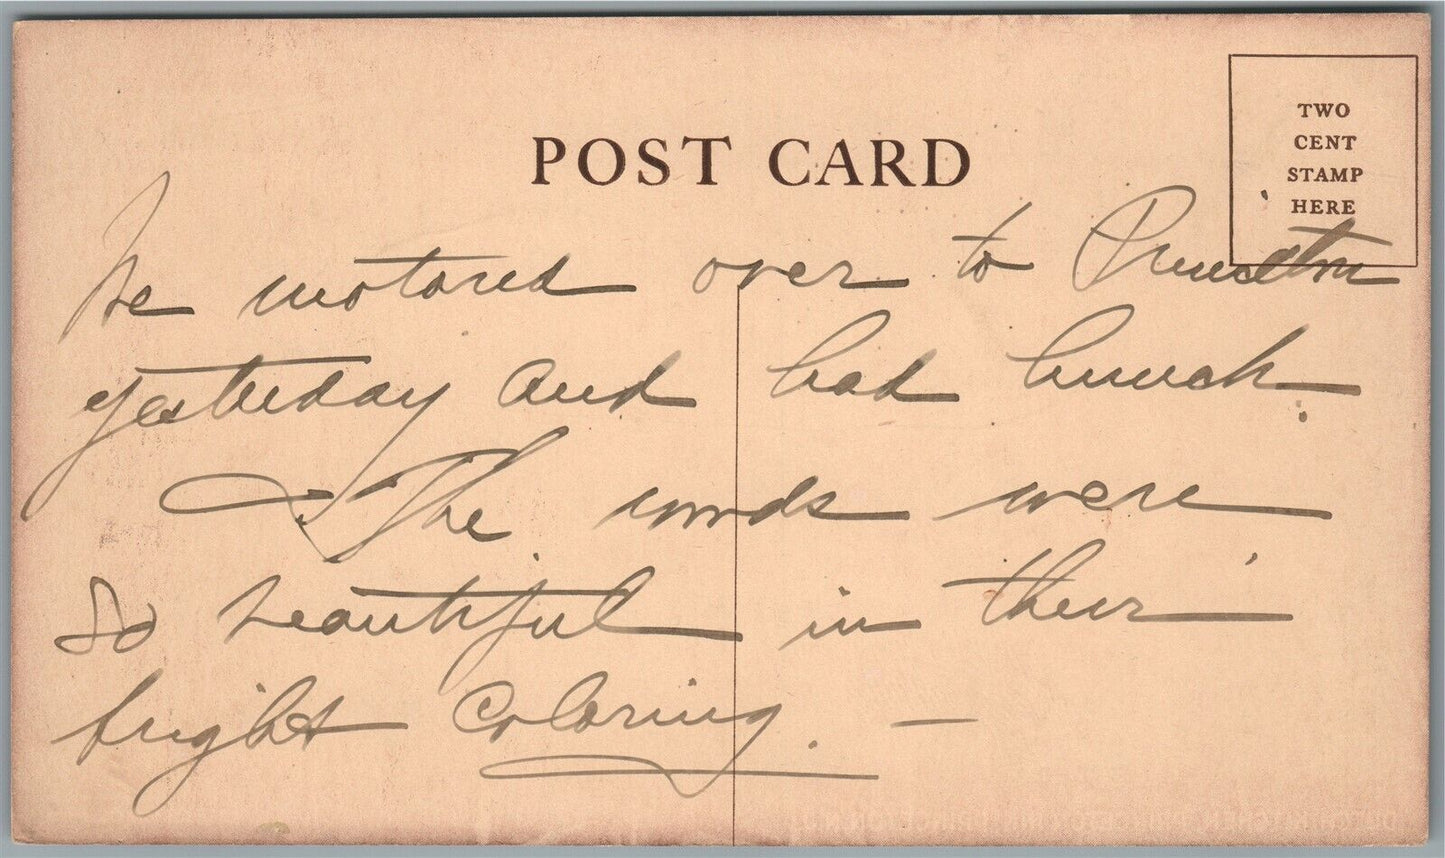 POST CARD
TWO
CENT
STAMP
HERE
We motored over to Princeton
yesterday and had lunch.
The woods were
so beautiful in their
bright coloring. —